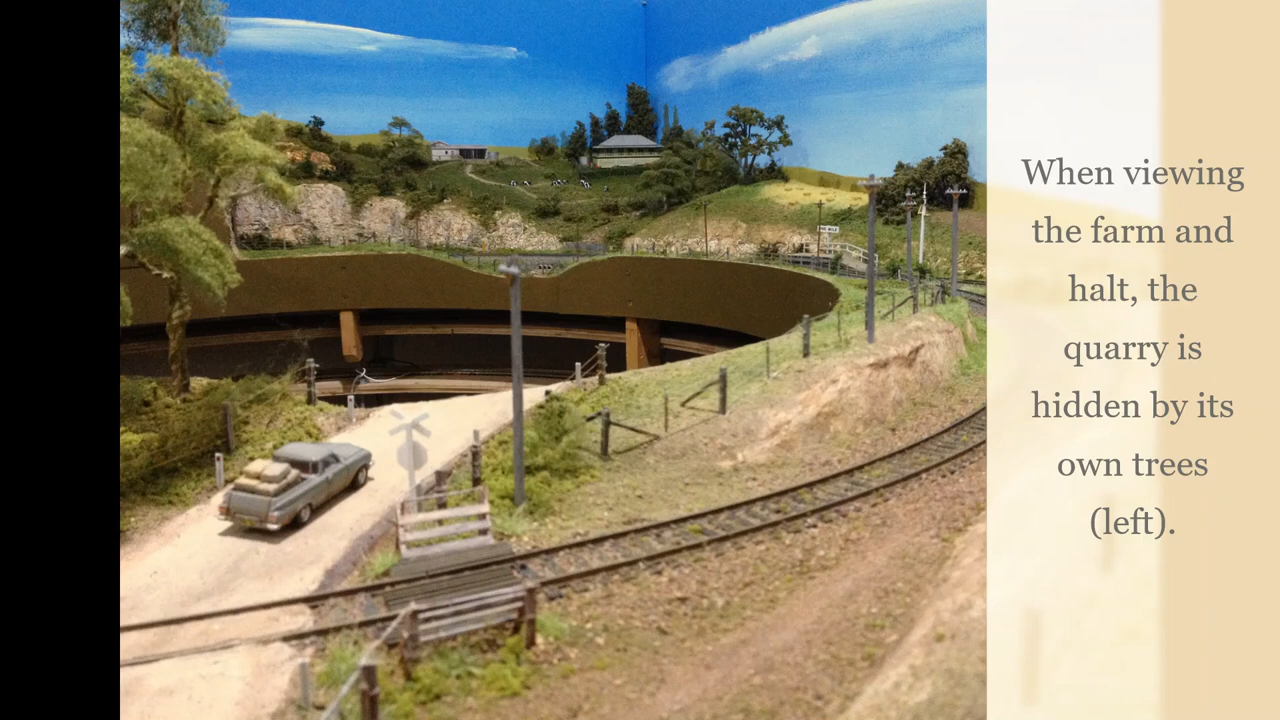 When viewing
the farm and
halt, the
quarry is
hidden by its
own trees
(left).